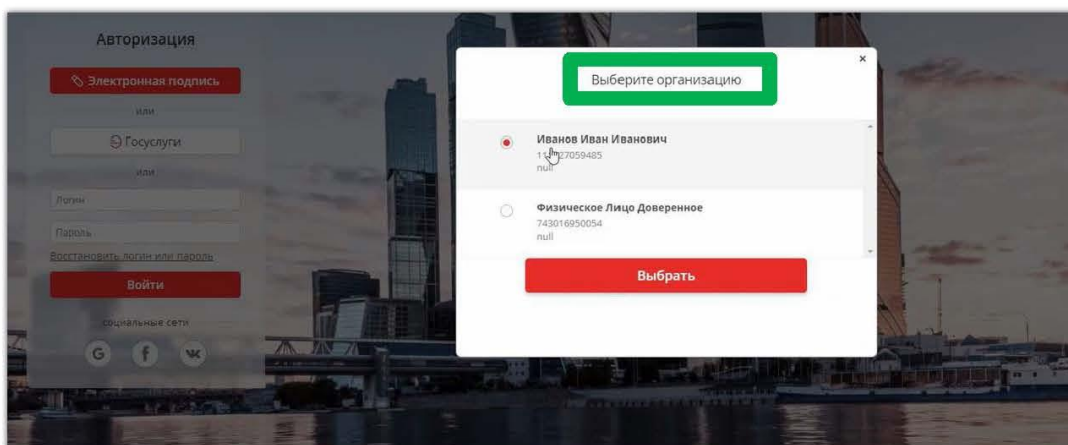 Авторизация
Электронная подпись
или
Госуслуги
или
Логин
Пароль
Восстановить логин или пароль
Войти
социальные сети
G f
Выберите организацию
×
Иванов Иван Иванович
27059485
null
Физическое Лицо Доверенное
743016950054
null
Выбрать